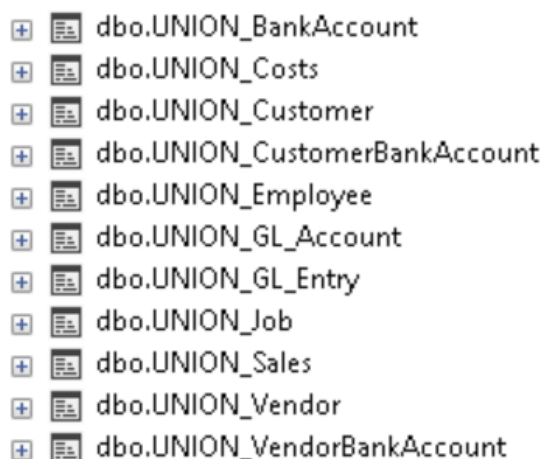 dbo.UNION_BankAccount
dbo.UNION_Costs
dbo.UNION_Customer
dbo.UNION_CustomerBankAccount
dbo.UNION_Employee
dbo.UNION_GL_Account
dbo.UNION_GL_Entry
dbo.UNION_Job
dbo.UNION_Sales
dbo.UNION_Vendor
dbo.UNION_VendorBankAccount